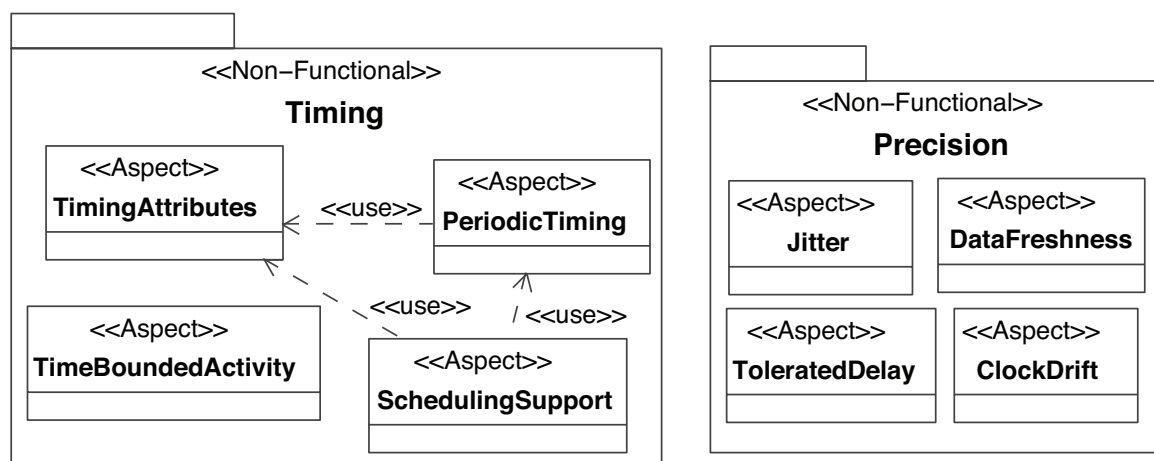 <<Non−Functional>>
Timing
<<Aspect>>
TimingAttributes
<<use>>
<<Aspect>>
PeriodicTiming
<<use>>
<<use>>
<<Aspect>>
TimeBoundedActivity
<<Aspect>>
SchedulingSupport
<<Non−Functional>>
Precision
<<Aspect>>
Jitter
<<Aspect>>
DataFreshness
<<Aspect>>
ToleratedDelay
<<Aspect>>
ClockDrift